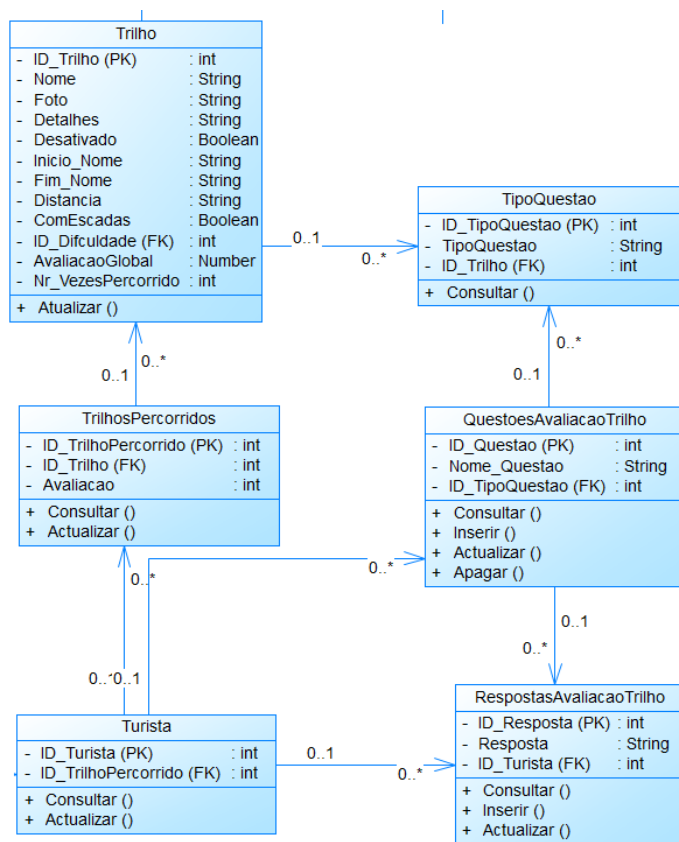 Trilho
- ID_Trilho (PK) : int
- Nome : String
- Foto : String
- Detalhes : String
- Desativado : Boolean
- Inicio_Nome : String
- Fim_Nome : String
- Distancia : String
- ComEscadas : Boolean
- ID_Difculdade (FK) : int
- AvaliacaoGlobal : Number
- Nr_VezesPercorrido : int
+ Atualizar ()
TipoQuestao
- ID_TipoQuestao (PK) : int
- TipoQuestao : String
- ID_Trilho (FK) : int
+ Consultar ()
0..1
0..*
0..*
0..1
0..*
0..1
TrilhosPercorridos
- ID_TrilhoPercorrido (PK) : int
- ID_Trilho (FK) : int
- Avaliacao : int
+ Consultar ()
+ Actualizar ()
QuestoesAvaliacaoTrilho
- ID_Questao (PK) : int
- Nome_Questao : String
- ID_TipoQuestao (FK) : int
+ Consultar ()
+ Inserir ()
+ Actualizar ()
+ Apagar ()
0..*
0..*
0..1
0..*
0..*0..1
Turista
- ID_Turista (PK) : int
- ID_TrilhoPercorrido (FK) : int
+ Consultar ()
+ Actualizar ()
0..1
0..*
RespostasAvaliacaoTrilho
- ID_Resposta (PK) : int
- Resposta : String
- ID_Turista (FK) : int
+ Consultar ()
+ Inserir ()
+ Actualizar ()